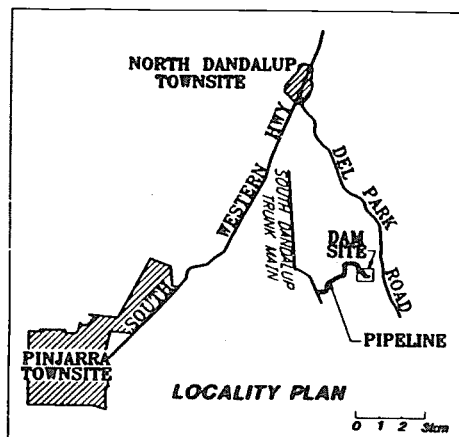 NORTH DANDALUP
TOWNSITE
SOUTH WESTERN HWY
DEL PARK ROAD
SOUTH DANDALUP
TRUNK MAIN
DAM
SITE
PIPELINE
PINJARRA
TOWNSITE
LOCALITY PLAN
0 1 2 3km